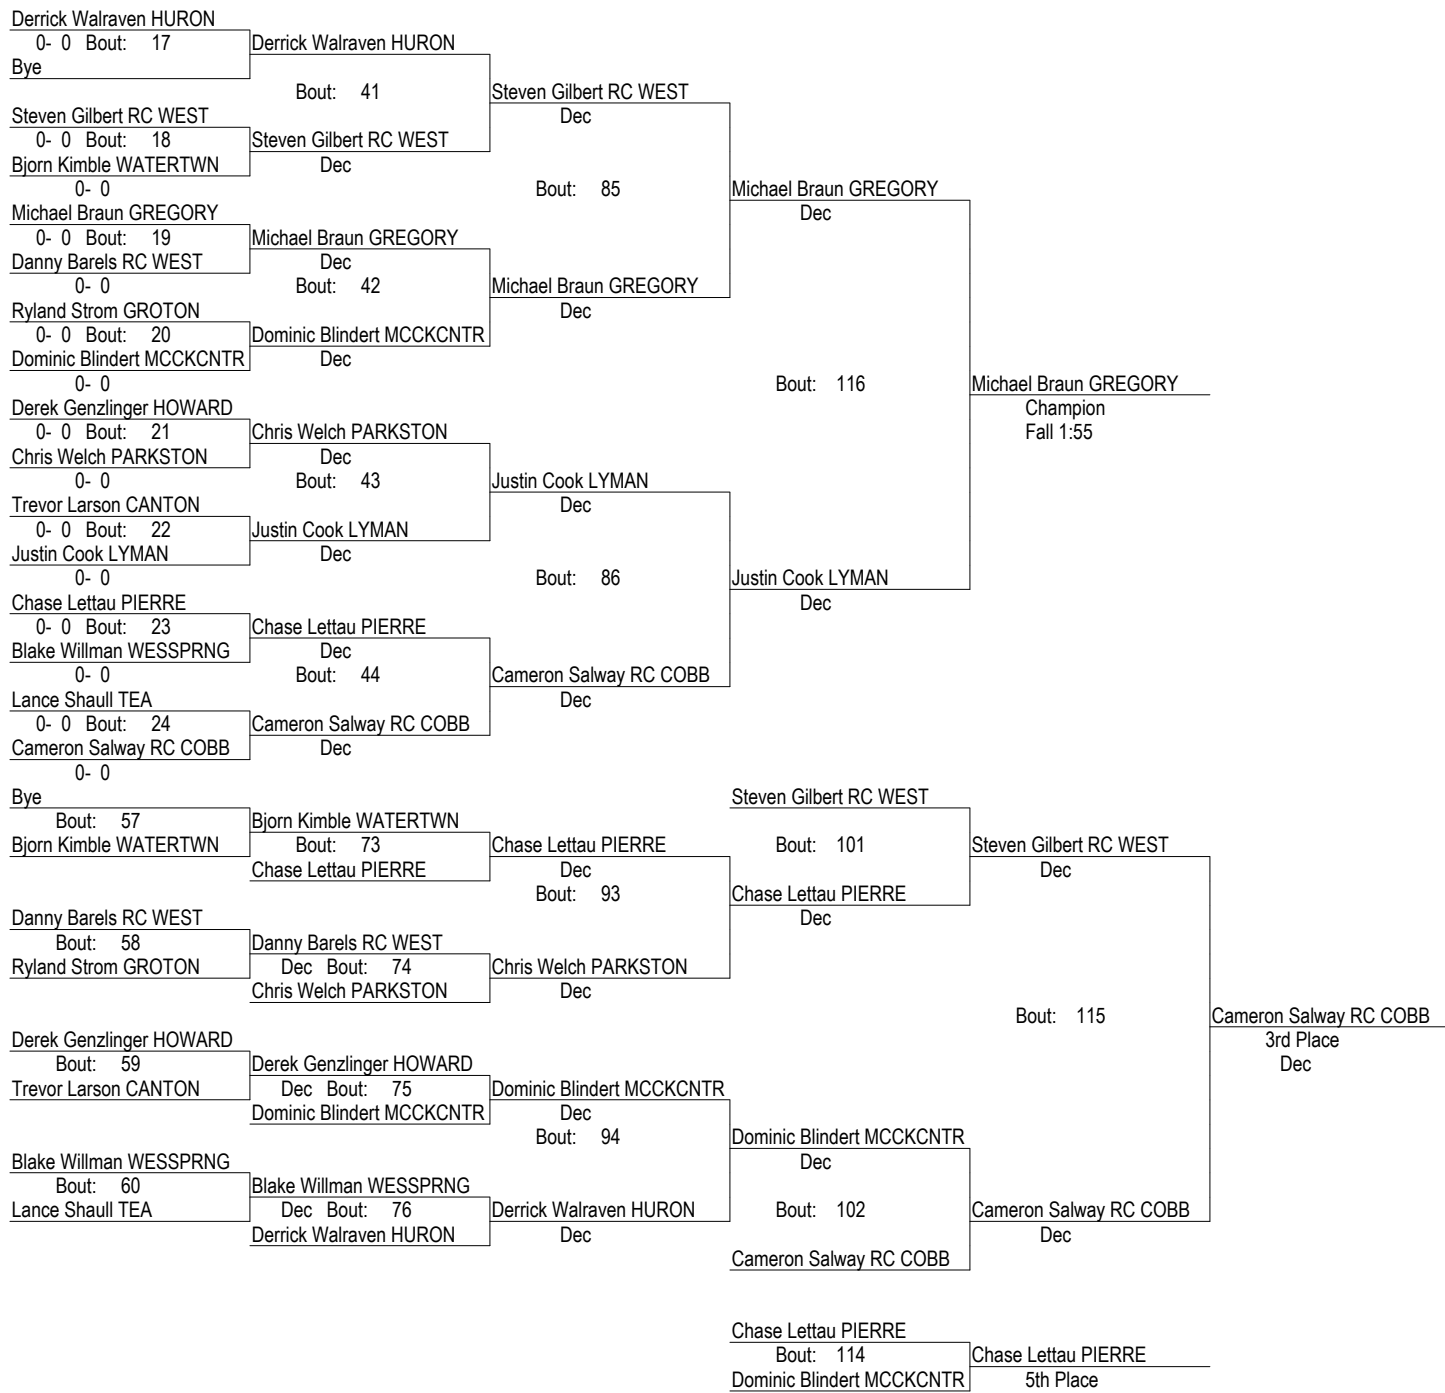 Derrick Walraven HURON
0- 0 Bout: 17
Derrick Walraven HURON
Bye
Bout: 41
Steven Gilbert RC WEST
Steven Gilbert RC WEST
Dec
0- 0 Bout: 18
Steven Gilbert RC WEST
Bjorn Kimble WATERTWN
Dec
0- 0
Bout: 85
Michael Braun GREGORY
Michael Braun GREGORY
Dec
0- 0 Bout: 19
Michael Braun GREGORY
Danny Barels RC WEST
Dec
0- 0
Bout: 42
Michael Braun GREGORY
Ryland Strom GROTON
Dec
0- 0 Bout: 20
Dominic Blindert MCCKCNTR
Dominic Blindert MCCKCNTR
Dec
0- 0
Bout: 116
Michael Braun GREGORY
Derek Genzlinger HOWARD
Champion
0- 0 Bout: 21
Chris Welch PARKSTON
Fall 1:55
Chris Welch PARKSTON
Dec
0- 0
Bout: 43
Justin Cook LYMAN
Trevor Larson CANTON
Dec
0- 0 Bout: 22
Justin Cook LYMAN
Justin Cook LYMAN
Dec
0- 0
Bout: 86
Justin Cook LYMAN
Chase Lettau PIERRE
Dec
0- 0 Bout: 23
Chase Lettau PIERRE
Blake Willman WESSPRNG
Dec
0- 0
Bout: 44
Cameron Salway RC COBB
Lance Shaull TEA
Dec
0- 0 Bout: 24
Cameron Salway RC COBB
Cameron Salway RC COBB
Dec
0- 0
Bye
Steven Gilbert RC WEST
Bout: 57
Bjorn Kimble WATERTWN
Bjorn Kimble WATERTWN
Bout: 73
Chase Lettau PIERRE
Bout: 101
Steven Gilbert RC WEST
Chase Lettau PIERRE
Dec
Dec
Bout: 93
Chase Lettau PIERRE
Danny Barels RC WEST
Dec
Bout: 58
Danny Barels RC WEST
Ryland Strom GROTON
Dec Bout: 74
Chris Welch PARKSTON
Chris Welch PARKSTON
Dec
Bout: 115
Cameron Salway RC COBB
Derek Genzlinger HOWARD
3rd Place
Bout: 59
Derek Genzlinger HOWARD
Dec
Trevor Larson CANTON
Dec Bout: 75
Dominic Blindert MCCKCNTR
Dominic Blindert MCCKCNTR
Dec
Bout: 94
Dominic Blindert MCCKCNTR
Blake Willman WESSPRNG
Dec
Bout: 60
Blake Willman WESSPRNG
Lance Shaull TEA
Dec Bout: 76
Derrick Walraven HURON
Bout: 102
Cameron Salway RC COBB
Derrick Walraven HURON
Dec
Dec
Cameron Salway RC COBB
Chase Lettau PIERRE
Bout: 114
Chase Lettau PIERRE
Dominic Blindert MCCKCNTR
5th Place